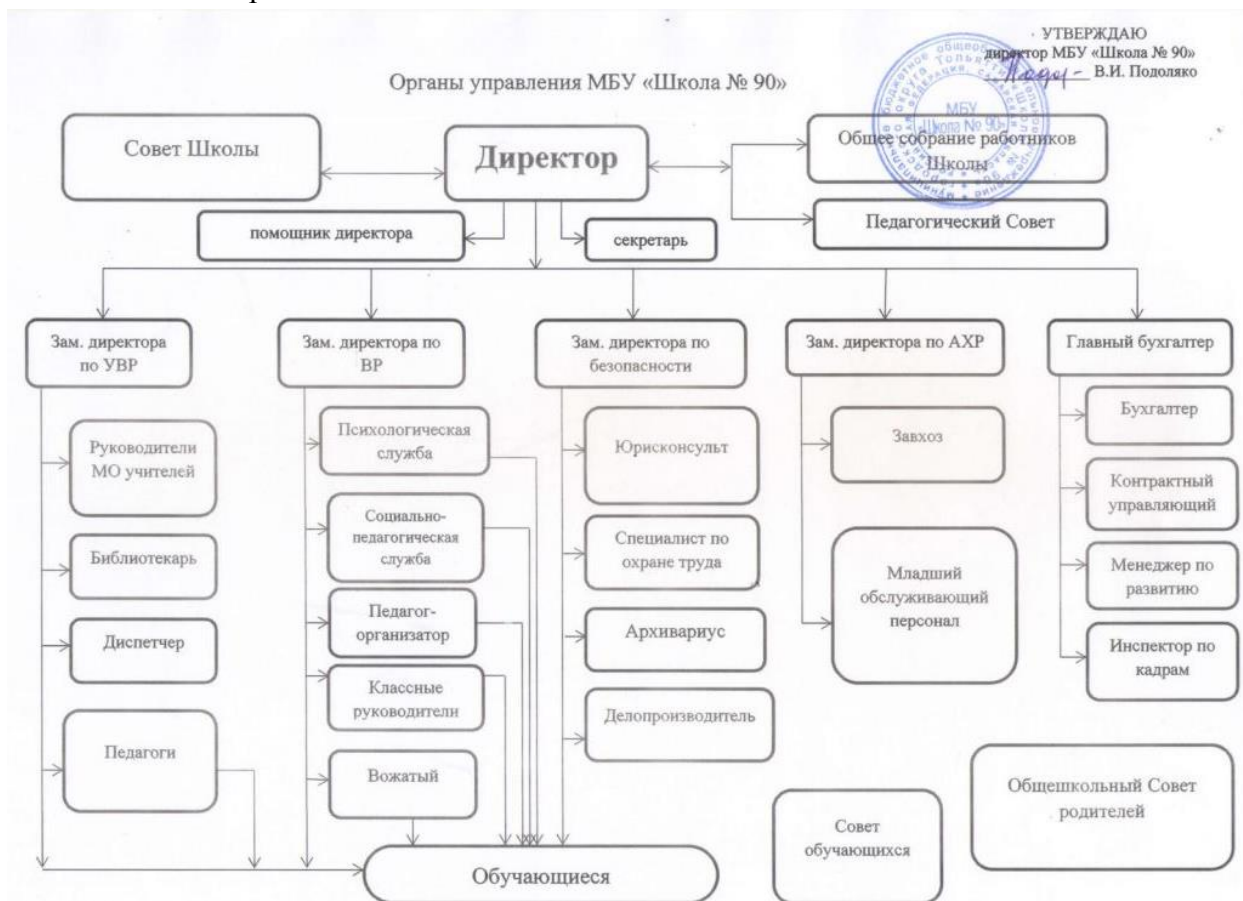 УТВЕРЖДАЮ
директор МБУ «Школа № 90»
В.И. Подоляко
МБУ
«Школа № 90»
Органы управления МБУ «Школа № 90»
Совет Школы
Директор
Общее собрание работников
Школы
Педагогический Совет
помощник директора
секретарь
Зам. директора
по УВР
Зам. директора по
ВР
Зам. директора по
безопасности
Зам. директора по АХР
Главный бухгалтер
Руководители
МО учителей
Библиотекарь
Диспетчер
Педагоги
Психологическая
служба
Социально-
педагогическая
служба
Педагог-
организатор
Классные
руководители
Вожатый
Юрисконсульт
Специалист по
охране труда
Архивариус
Делопроизводитель
Завхоз
Младший
обслуживающий
персонал
Бухгалтер
Контрактный
управляющий
Менеджер по
развитию
Инспектор по
кадрам
Обучающиеся
Совет
обучающихся
Общешкольный Совет
родителей